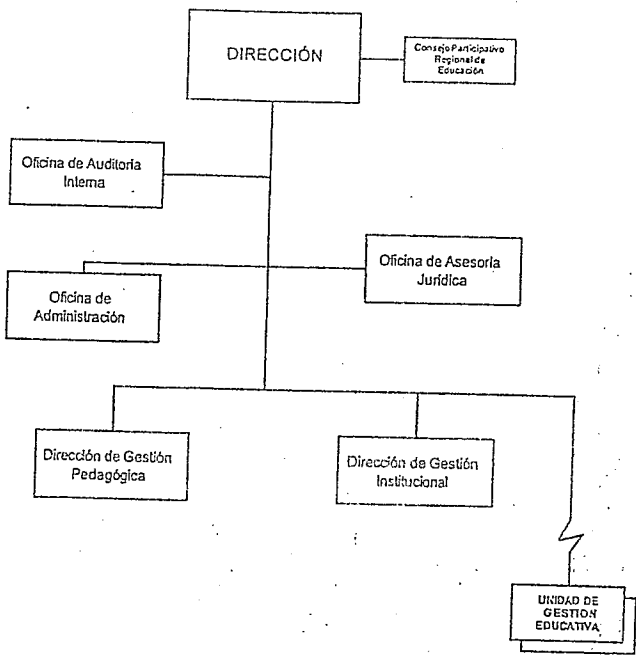 DIRECCIÓN
Consejo Participativo
Regional de
Educación
Oficina de Auditoria
Interna
Oficina de Asesoria
Jurídica
Oficina de
Administración
Dirección de Gestión
Pedagógica
Dirección de Gestión
Institucional
UNIDAD DE
GESTION
EDUCATIVA